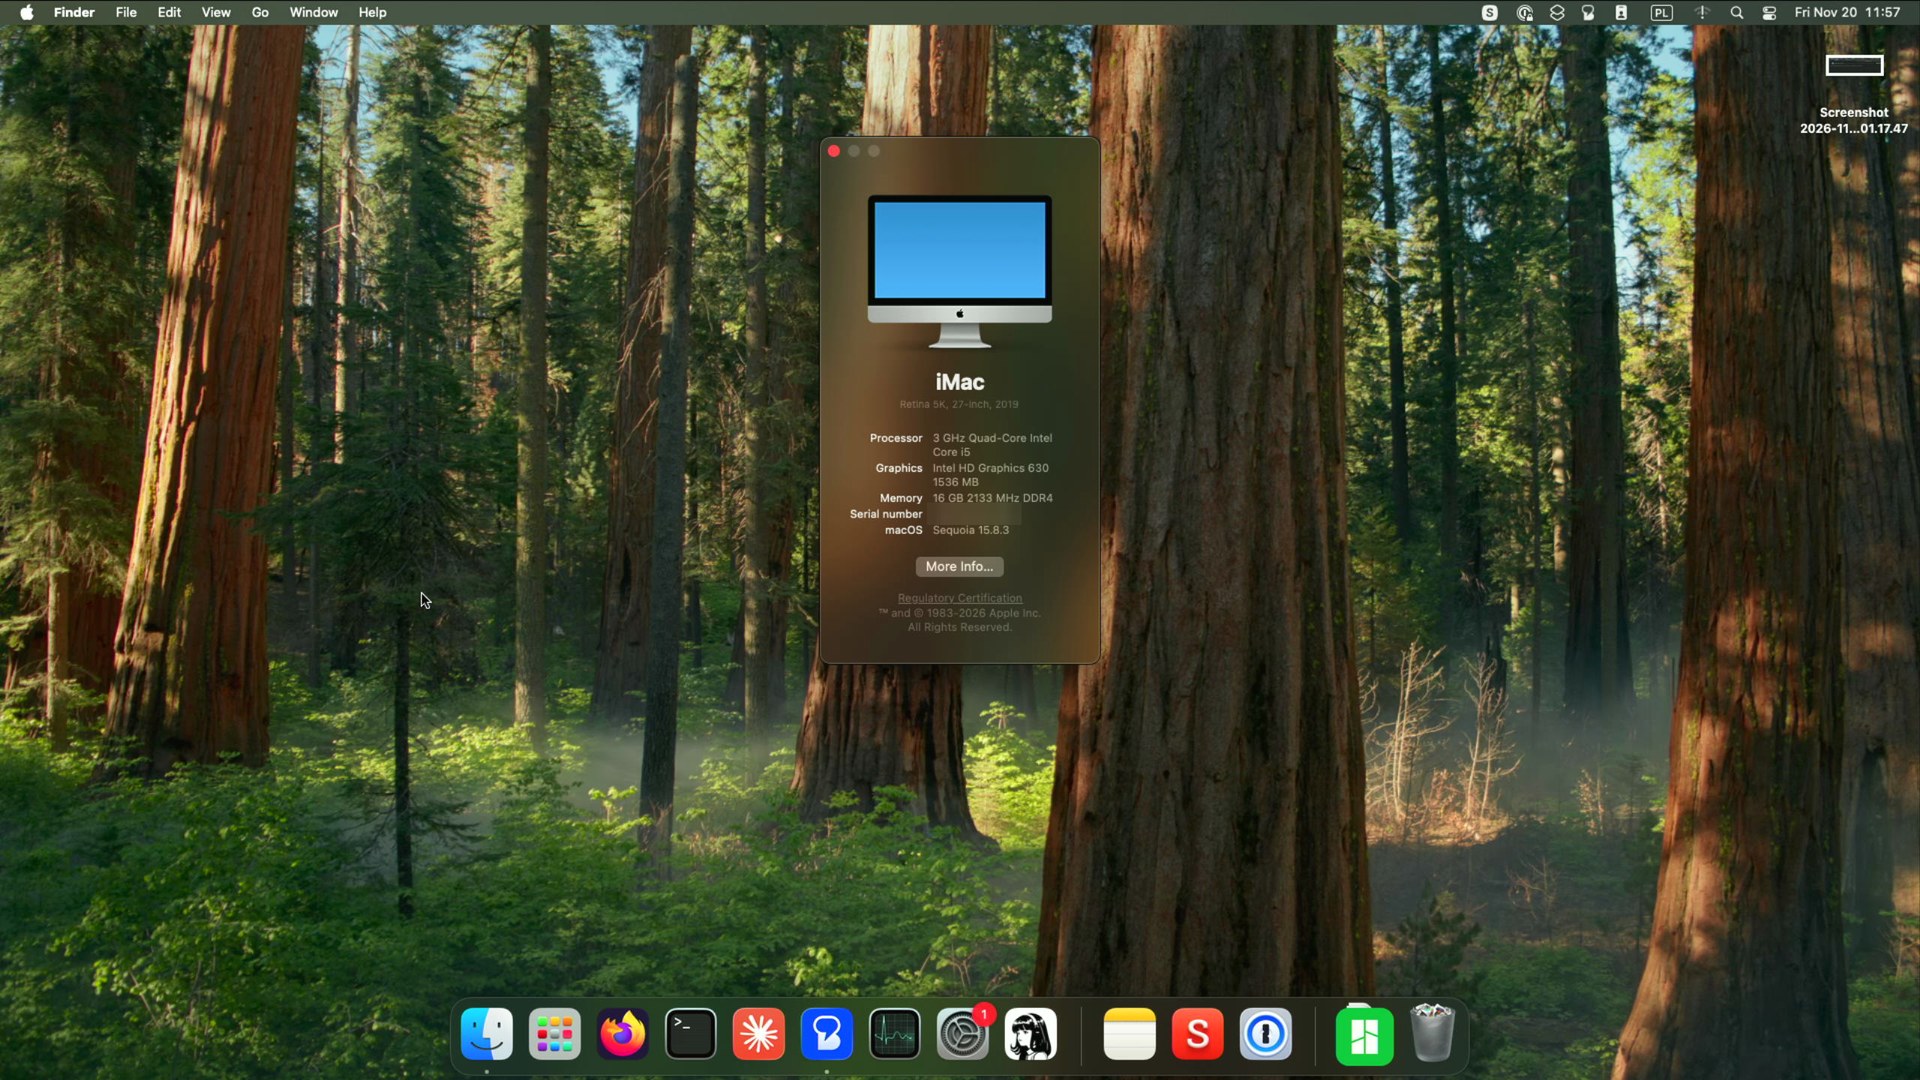 Finder File Edit View Go Window Help
S PL Fri Nov 20 11:57
Screenshot
2026-11...01.17.47
iMac
Retina 5K, 27-inch, 2019
Processor 3 GHz Quad-Core Intel
Core i5
Graphics Intel HD Graphics 630
1536 MB
Memory 16 GB 2133 MHz DDR4
Serial number
macOS Sequoia 15.8.3
More Info...
Regulatory Certification
™ and © 1983-2026 Apple Inc.
All Rights Reserved.
>_
1
S